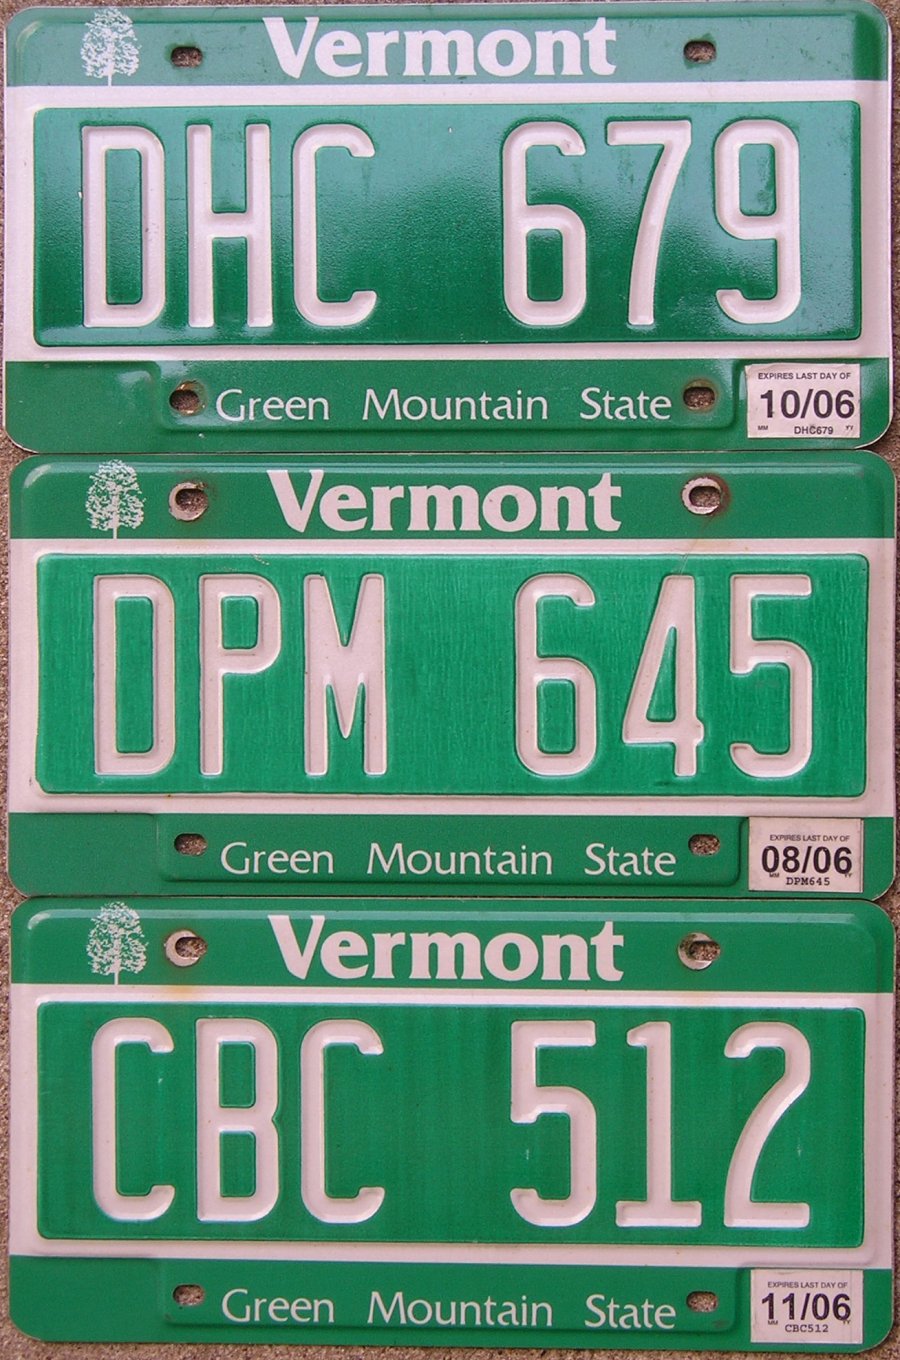 Vermont
DHC 679
Green Mountain State
EXPIRES LAST DAY OF
10/06
MM DHC679 YY
Vermont
DPM 645
Green Mountain State
EXPIRES LAST DAY OF
08/06
MM YY
DPM645
Vermont
CBC 512
Green Mountain State
EXPIRES LAST DAY OF
11/06
MM YY
CBC512